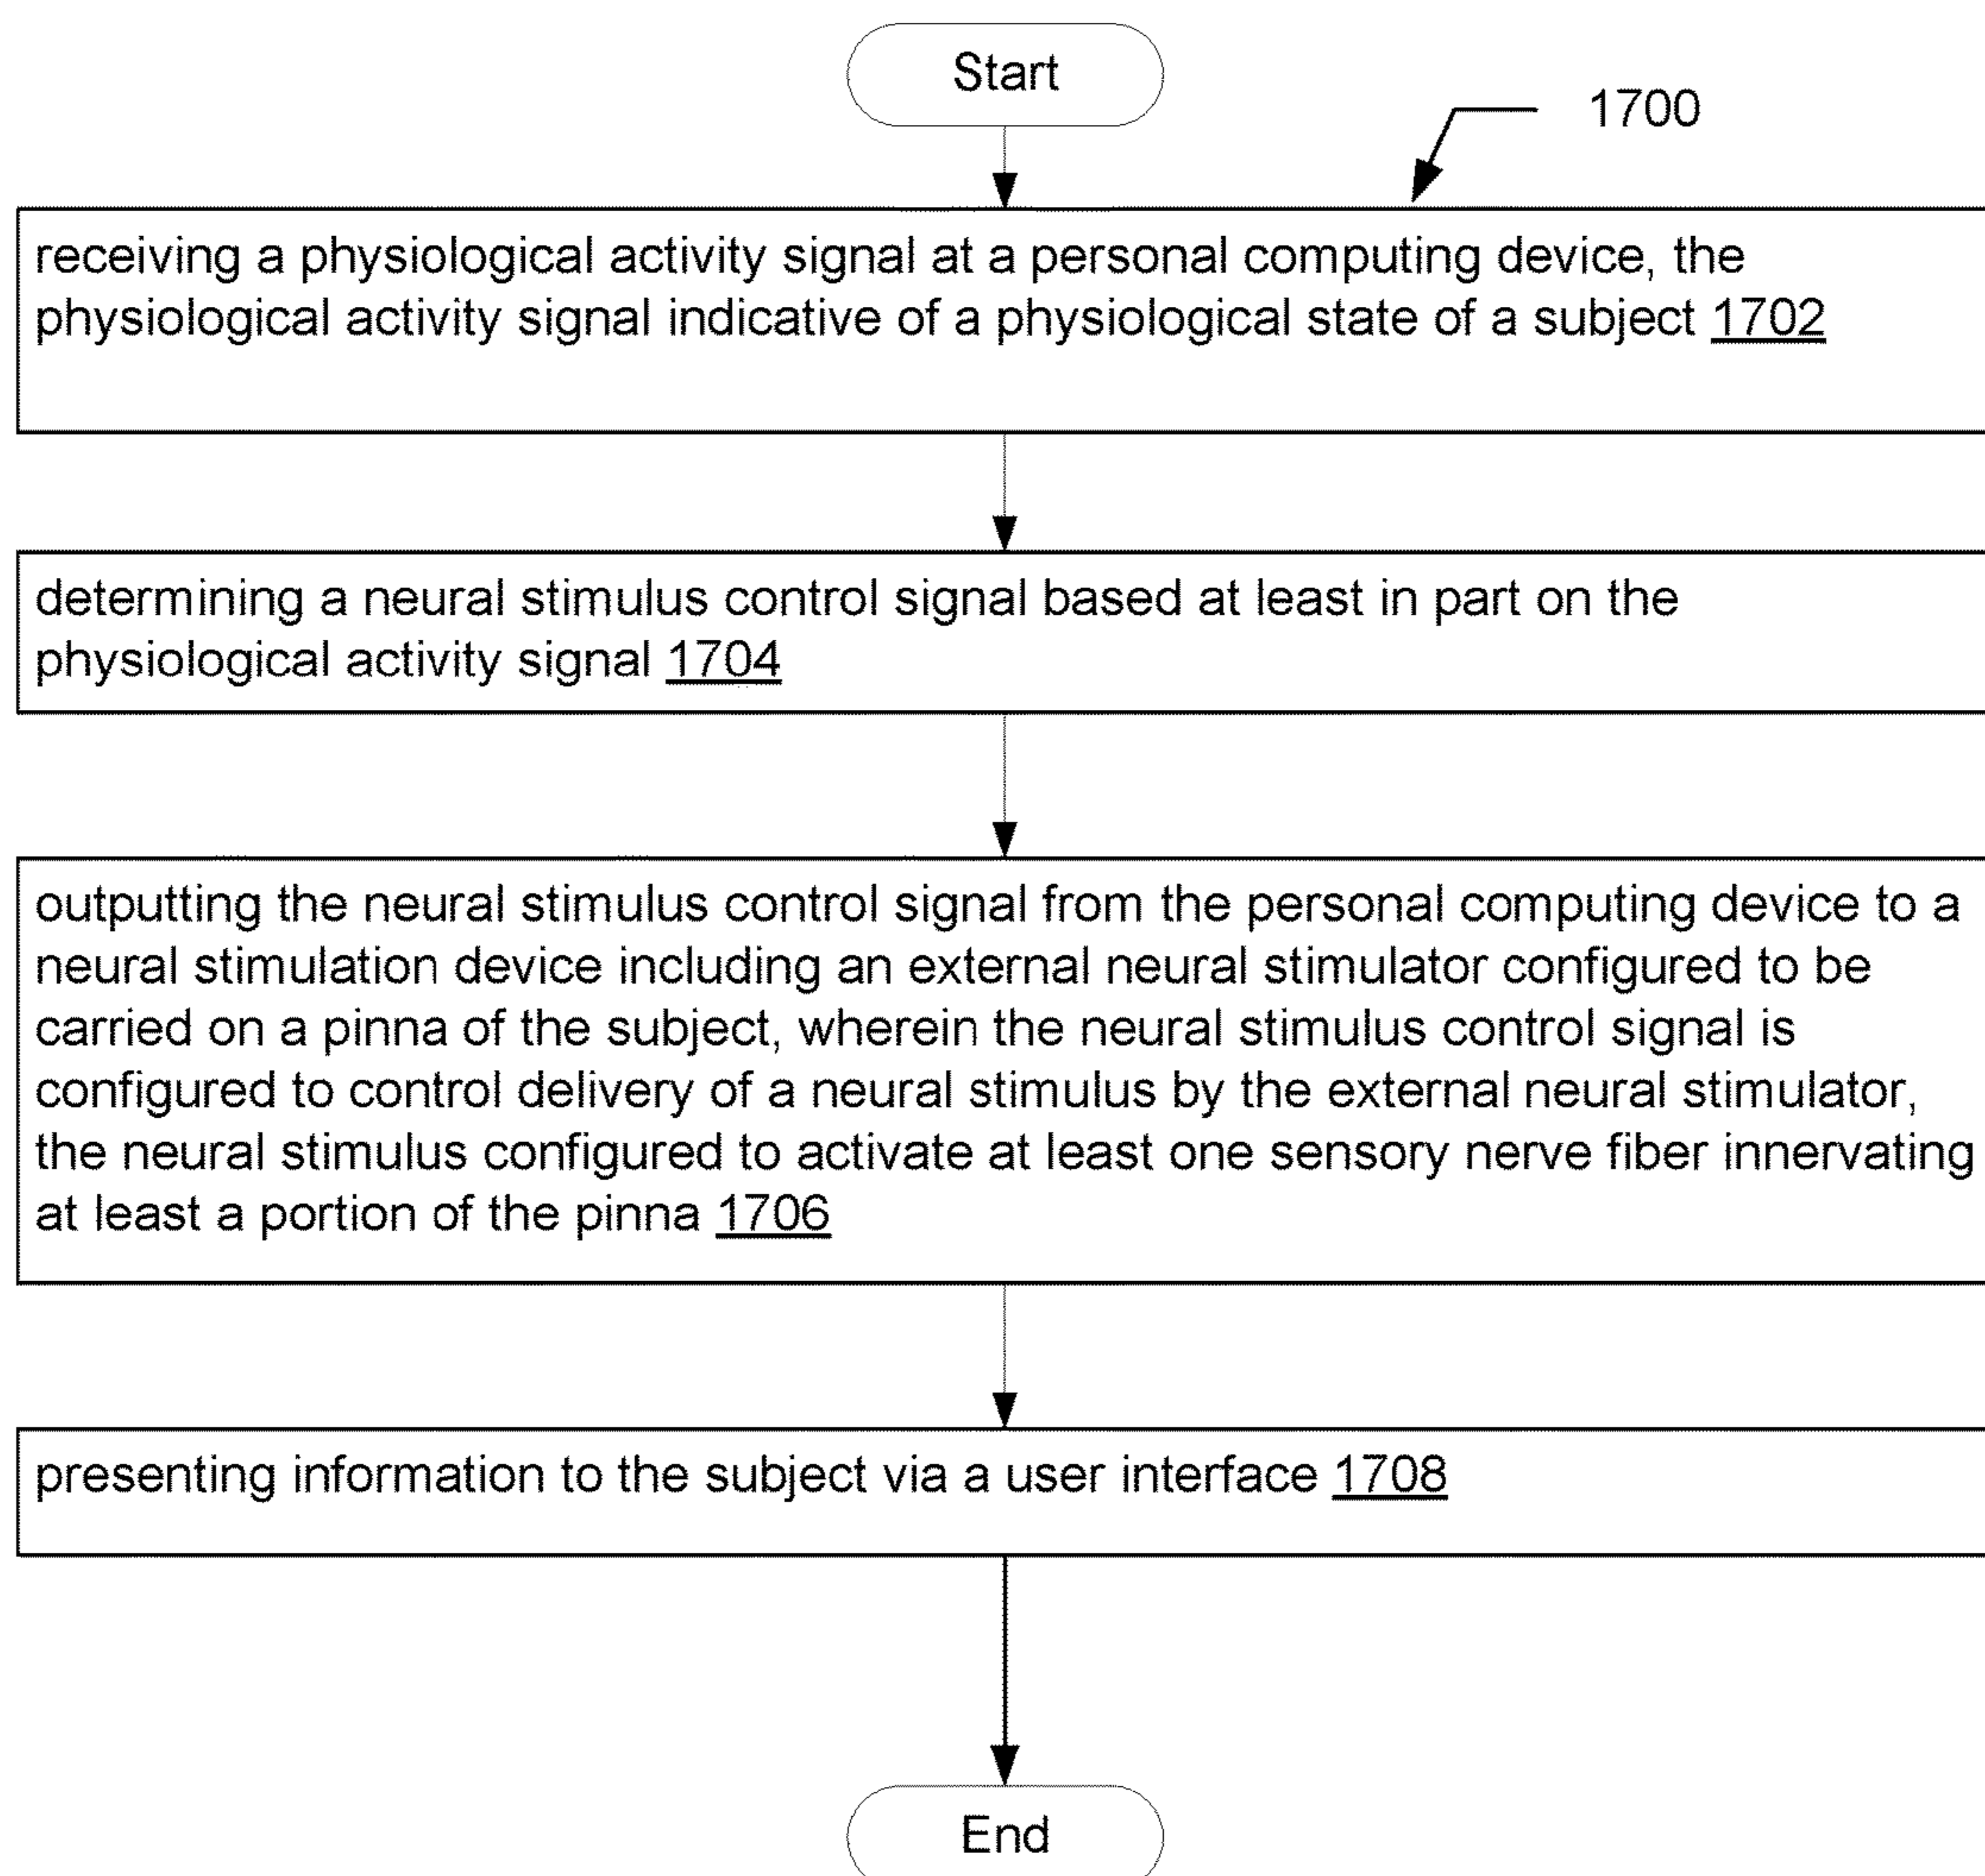 Start
1700
receiving a physiological activity signal at a personal computing device, the
physiological activity signal indicative of a physiological state of a subject 1702
determining a neural stimulus control signal based at least in part on the
physiological activity signal 1704
outputting the neural stimulus control signal from the personal computing device to a
neural stimulation device including an external neural stimulator configured to be
carried on a pinna of the subject, wherein the neural stimulus control signal is
configured to control delivery of a neural stimulus by the external neural stimulator,
the neural stimulus configured to activate at least one sensory nerve fiber innervating
at least a portion of the pinna 1706
presenting information to the subject via a user interface 1708
End